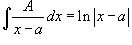 ∫ A/(x−a) dx = ln|x−a|